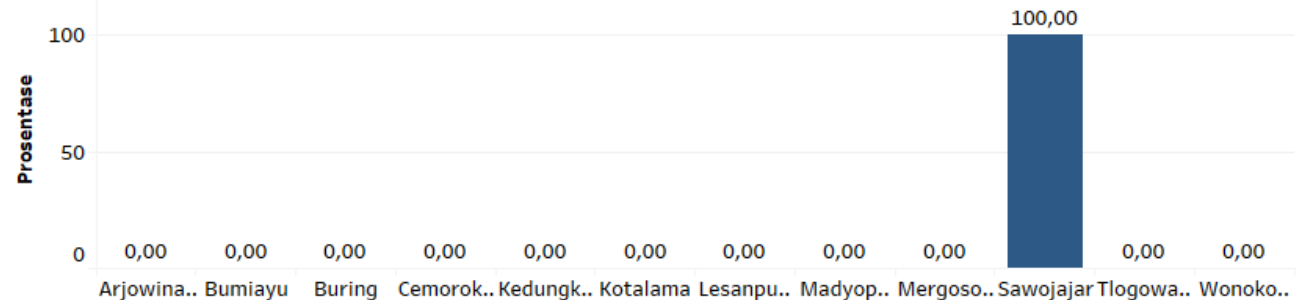 100,00
100
Prosentase
50
0
0,00 0,00 0,00 0,00 0,00 0,00 0,00 0,00 0,00 0,00 0,00
Arjowina.. Bumiayu Buring Cemorok.. Kedungk.. Kotalama Lesanpu.. Madyop.. Mergoso.. Sawojajar Tlogowa.. Wonoko..